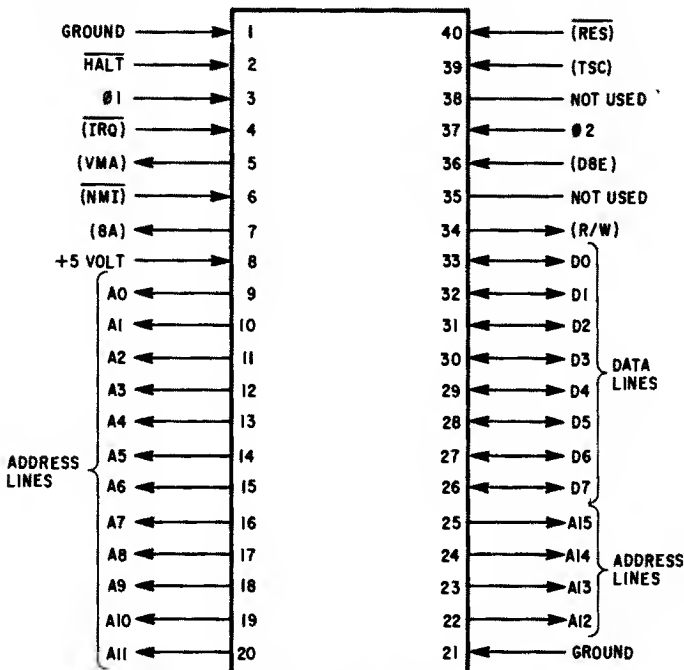 GROUND 1 40 (RES)
HALT 2 39 (TSC)
Ø1 3 38 NOT USED
(IRQ) 4 37 Ø2
(VMA) 5 36 (D8E)
(NMI) 6 35 NOT USED
(8A) 7 34 (R/W)
+5 VOLT 8 33 D0
A0 9 32 D1
A1 10 31 D2
A2 11 30 D3
A3 12 29 D4
A4 13 28 D5
A5 14 27 D6
A6 15 26 D7
A7 16 25 A15
A8 17 24 A14
A9 18 23 A13
A10 19 22 A12
A11 20 21 GROUND
ADDRESS
LINES
DATA
LINES
ADDRESS
LINES